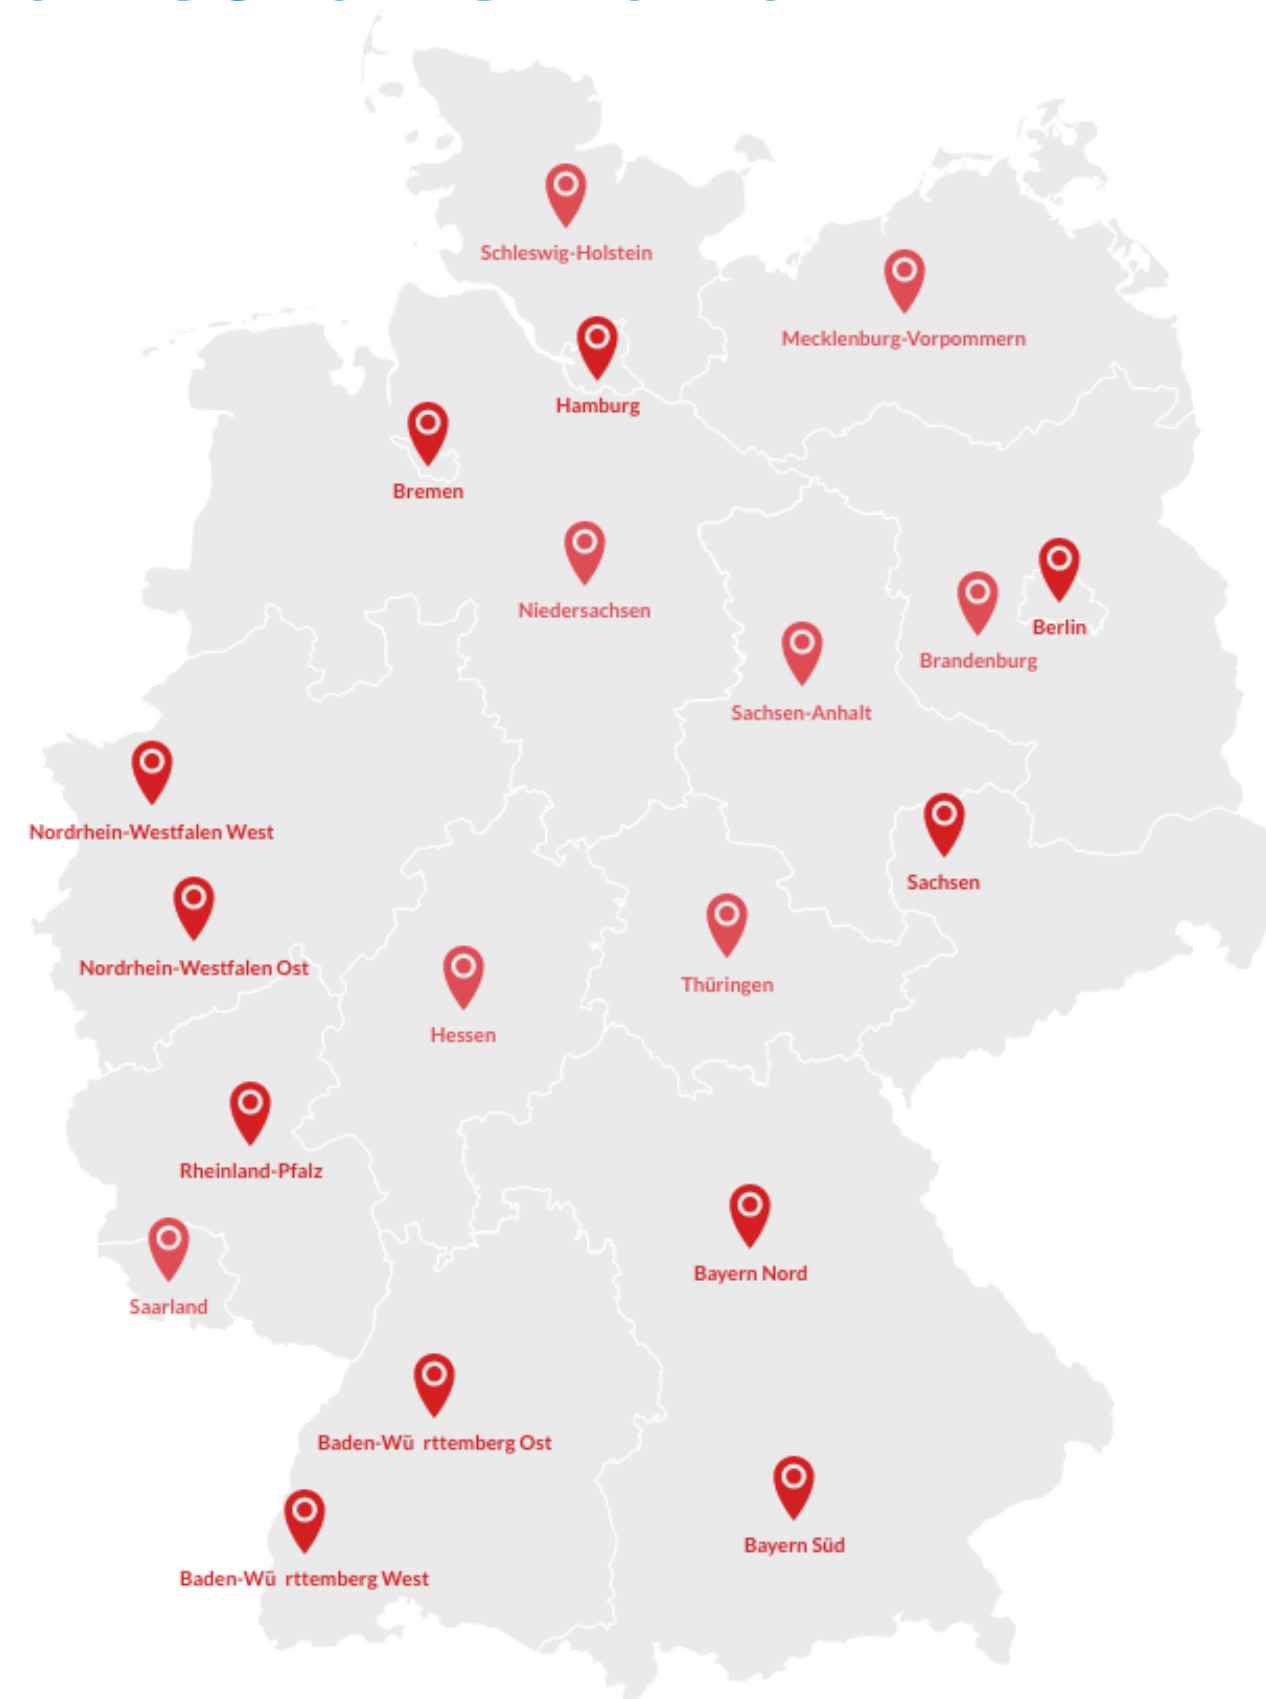 Schleswig-Holstein
Mecklenburg-Vorpommern
Hamburg
Bremen
Niedersachsen
Berlin
Brandenburg
Sachsen-Anhalt
Nordrhein-Westfalen West
Sachsen
Nordrhein-Westfalen Ost
Thüringen
Hessen
Rheinland-Pfalz
Bayern Nord
Saarland
Baden-Wü rttemberg Ost
Bayern Süd
Baden-Wü rttemberg West